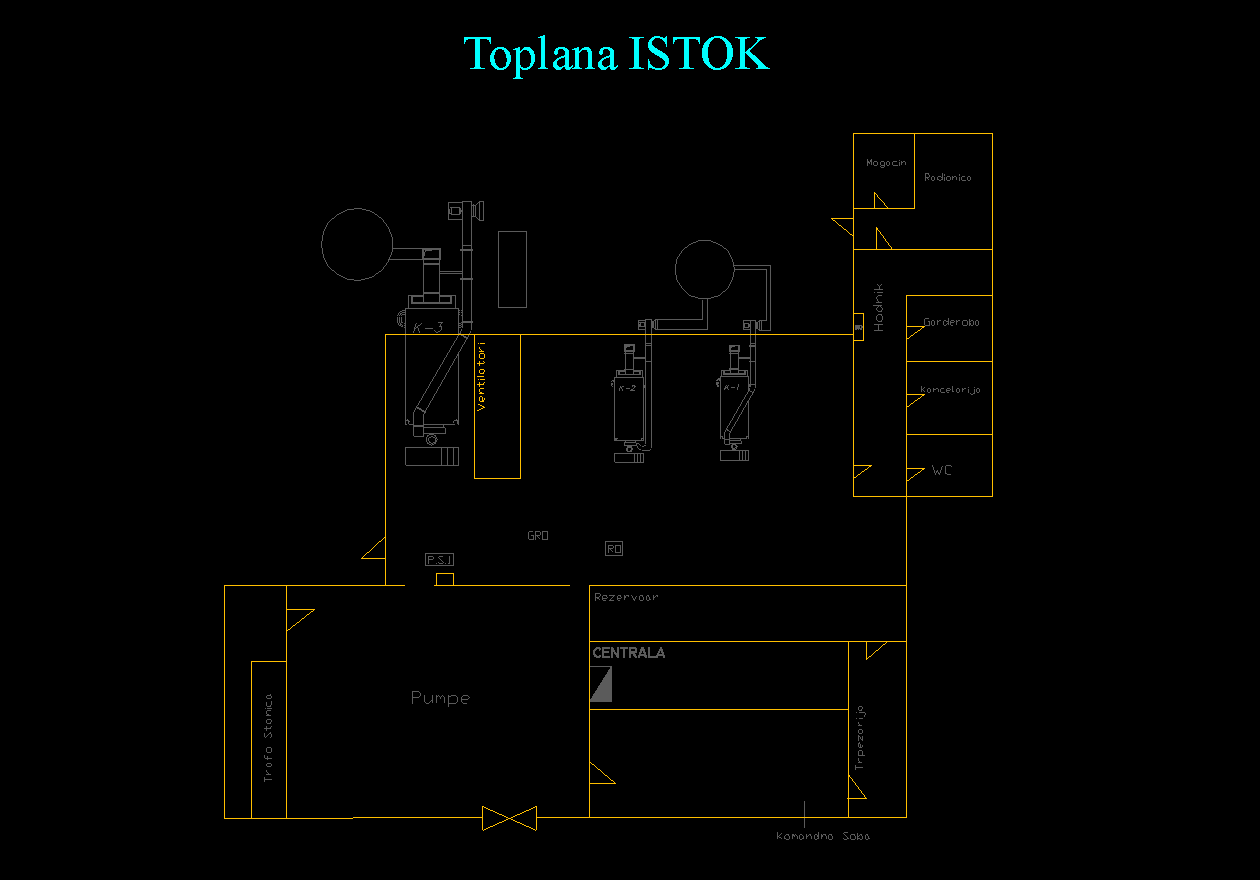 Toplana ISTOK
Magacin
Radionica
Hodnik
Garderoba
Kancelarija
WC
K-3
Ventilatori
K-2
K-1
GRO
RO
P.S.I
Rezervoar
CENTRALA
Pumpe
Trafo Stanica
Trpezarija
Komandna Soba